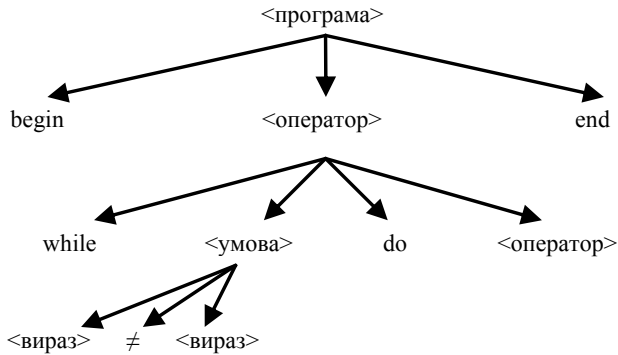 <програма>
begin <оператор> end
while <умова> do <оператор>
<вираз> ≠ <вираз>